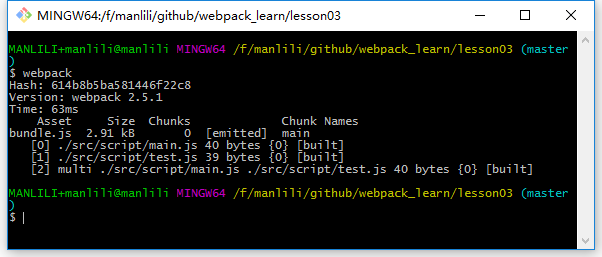 MINGW64:/f/manlili/github/webpack_learn/lesson03
MANLILI+manlili@manlili MINGW64 /f/manlili/github/webpack_learn/lesson03 (master
)
$ webpack
Hash: 614b8b5ba581446f22c8
Version: webpack 2.5.1
Time: 63ms
    Asset     Size  Chunks             Chunk Names
bundle.js  2.91 kB       0  [emitted]  main
   [0] ./src/script/main.js 40 bytes {0} [built]
   [1] ./src/script/test.js 39 bytes {0} [built]
   [2] multi ./src/script/main.js ./src/script/test.js 40 bytes {0} [built]
MANLILI+manlili@manlili MINGW64 /f/manlili/github/webpack_learn/lesson03 (master
)
$